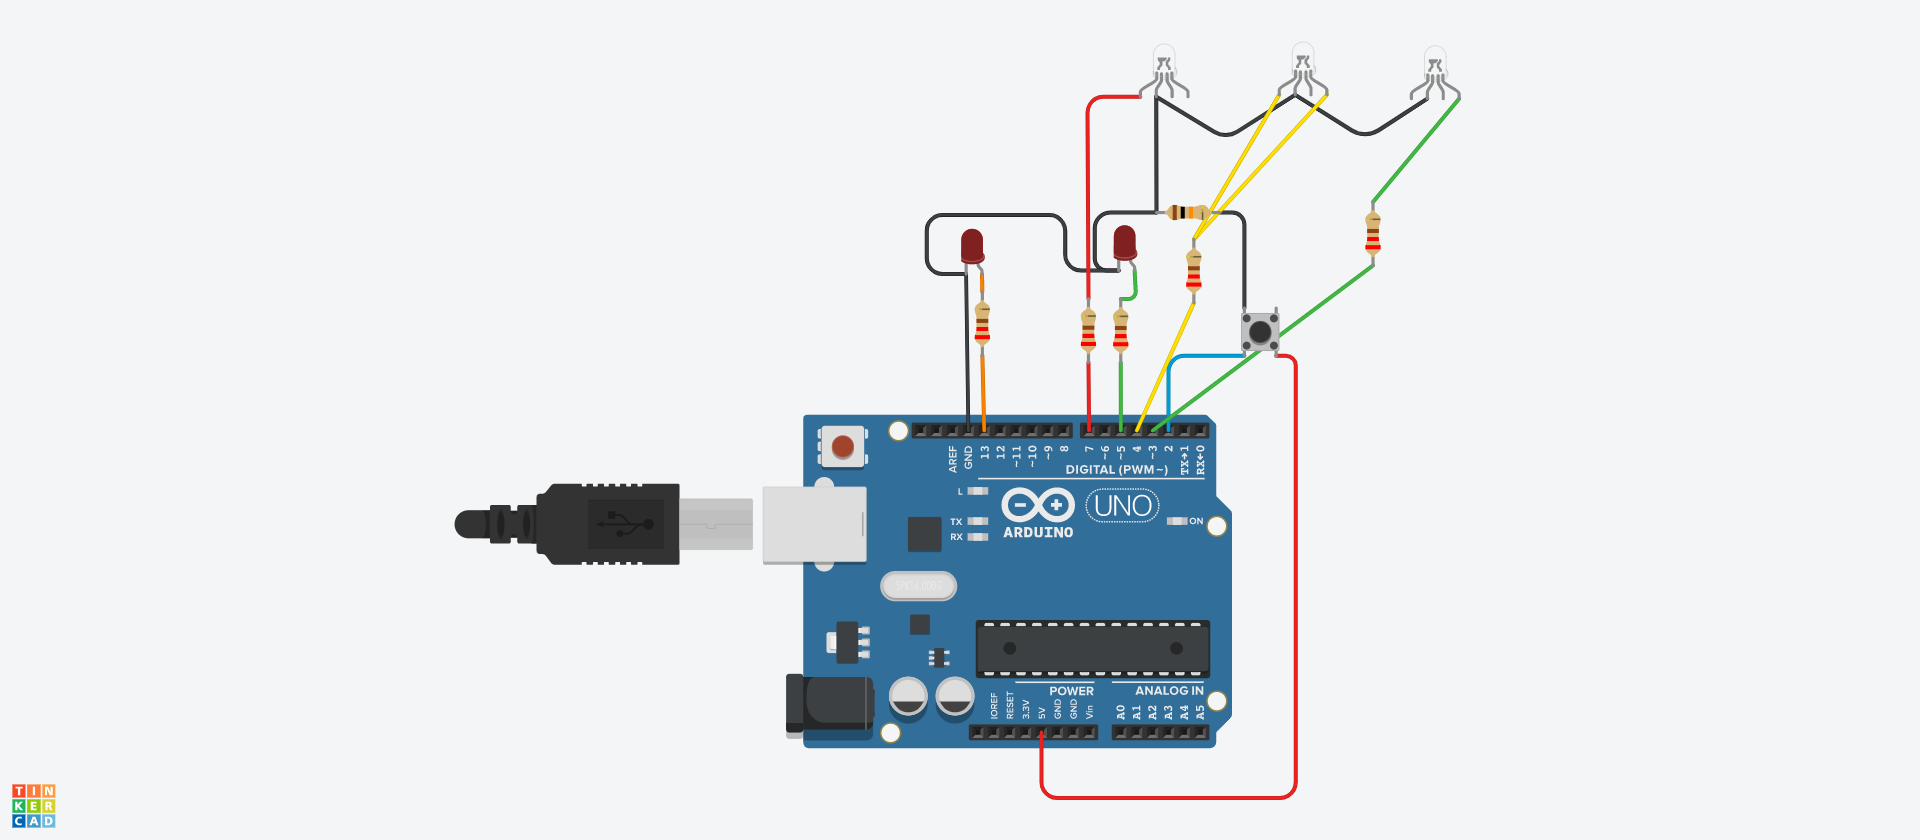 AREF
GND
13
12
~11
~10
~9
8
7
~6
~5
4
~3
2
TX→1
RX←0
DIGITAL (PWM~)
L
TX
RX
ARDUINO
UNO
ON
POWER
ANALOG IN
IOREF
RESET
3.3V
5V
GND
GND
Vin
A0
A1
A2
A3
A4
A5
TIN
KER
CAD